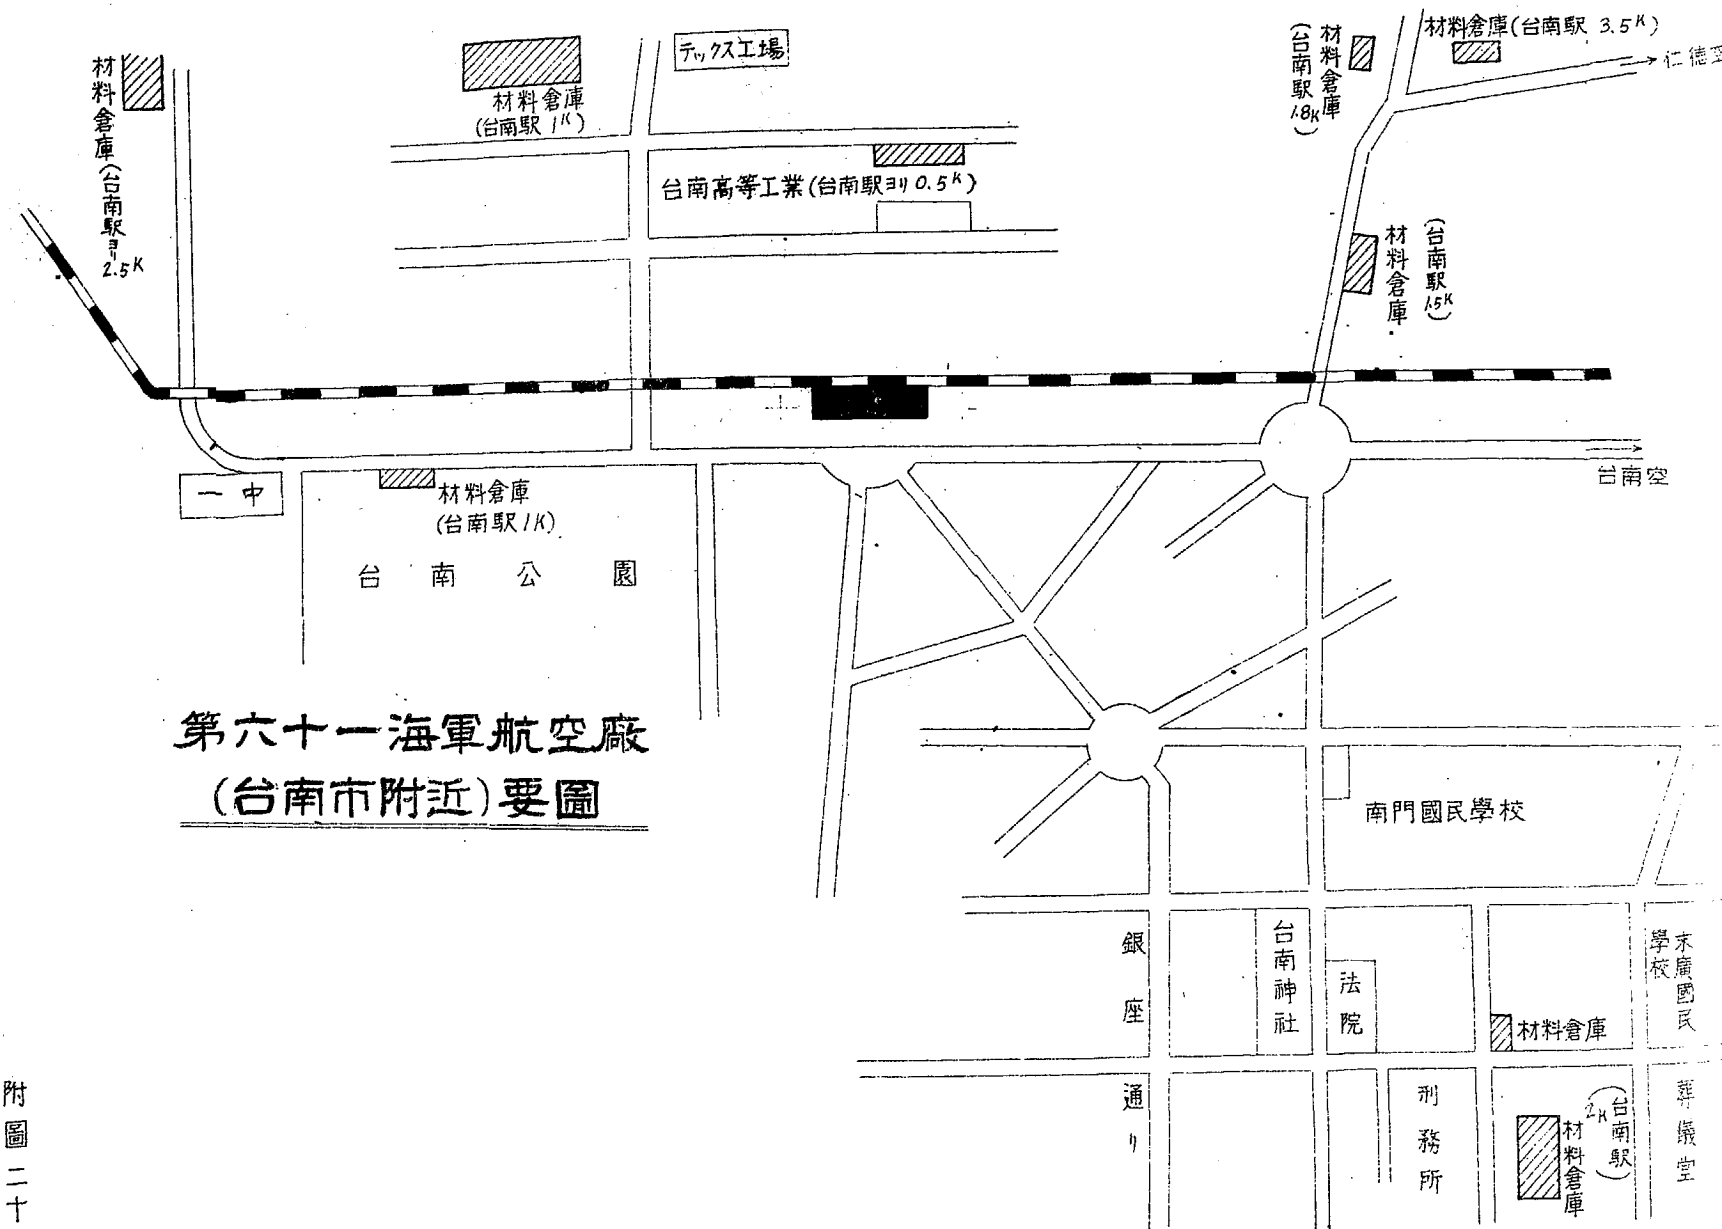 材料倉庫(台南駅ヨリ2.5K
材料倉庫
(台南駅1K)
テックス工場
材料倉庫
(台南駅1.8K)
材料倉庫(台南駅 3.5K)
仁德空
台南高等工業(台南駅ヨリ0.5K)
材料倉庫
(台南駅1.5K)
台南空
一中
材料倉庫
(台南駅1K)
台南公園
第六十一海軍航空廠
(台南市附近)要圖
南門國民學校
銀座通リ
台南神社
法院
末廣國民
學校
材料倉庫
刑務所
材料倉庫
(台南駅2K)
葬儀堂
附圖二十